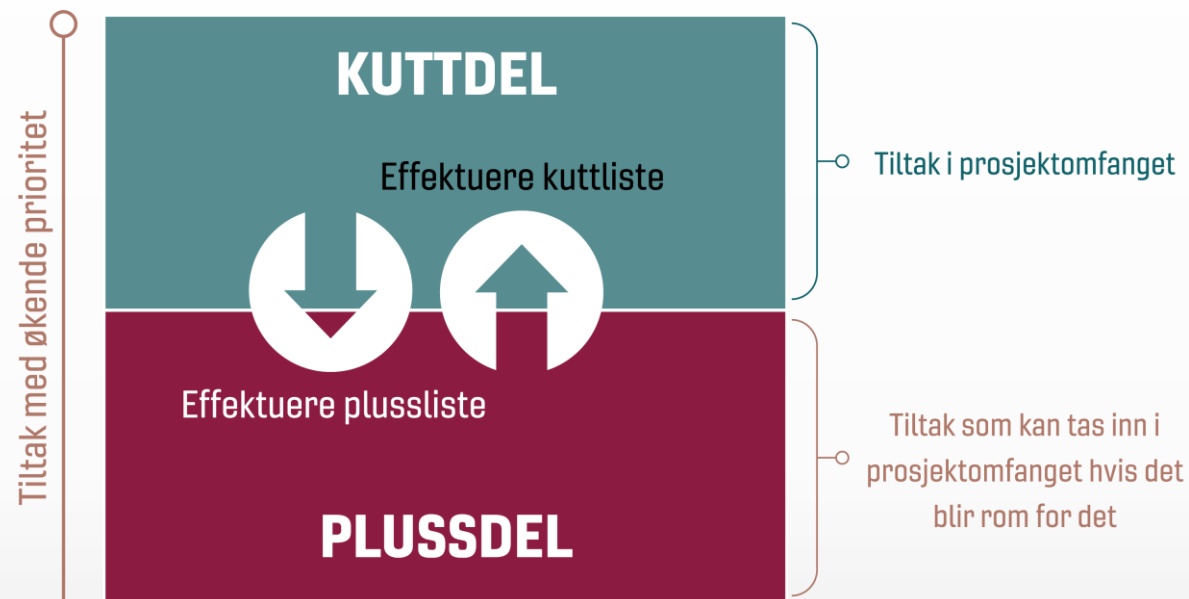 Tiltak med økende prioritet
KUTTDEL
Effektuere kuttliste
Tiltak i prosjektomfanget
Effektuere plussliste
PLUSSDEL
Tiltak som kan tas inn i
prosjektomfanget hvis det
blir rom for det